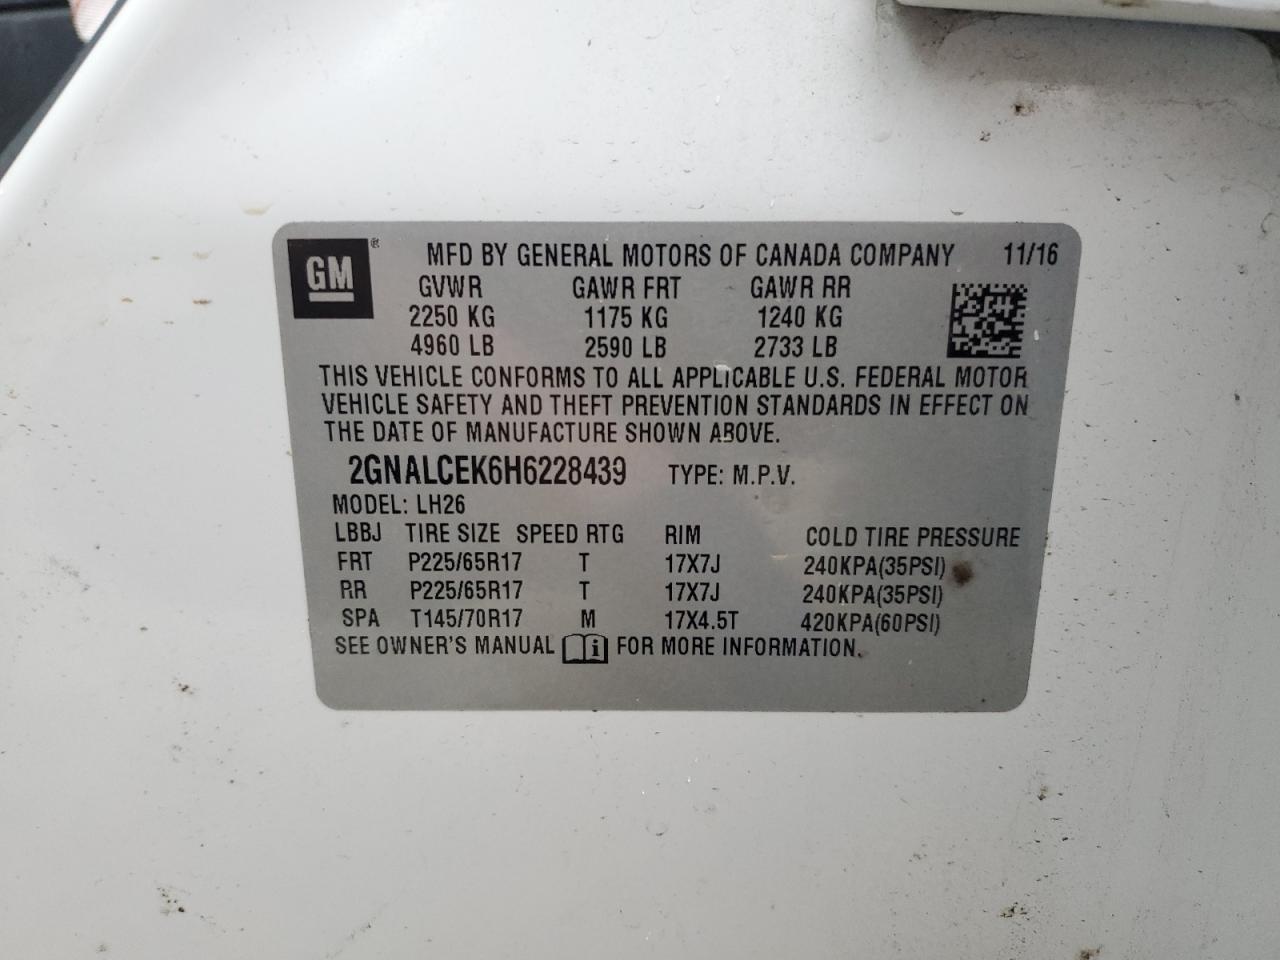 GM ® MFD BY GENERAL MOTORS OF CANADA COMPANY 11/16
GVWR GAWR FRT GAWR RR
2250 KG 1175 KG 1240 KG
4960 LB 2590 LB 2733 LB
THIS VEHICLE CONFORMS TO ALL APPLICABLE U.S. FEDERAL MOTOR
VEHICLE SAFETY AND THEFT PREVENTION STANDARDS IN EFFECT ON
THE DATE OF MANUFACTURE SHOWN ABOVE.
2GNALCEK6H6228439 TYPE: M.P.V.
MODEL: LH26
LBBJ TIRE SIZE SPEED RTG RIM COLD TIRE PRESSURE
FRT P225/65R17 T 17X7J 240KPA(35PSI)
RR P225/65R17 T 17X7J 240KPA(35PSI)
SPA T145/70R17 M 17X4.5T 420KPA(60PSI)
SEE OWNER'S MANUAL i FOR MORE INFORMATION.